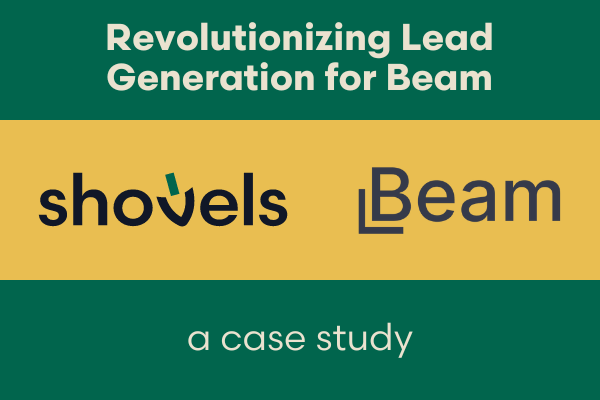 Revolutionizing Lead
Generation for Beam
shovels
Beam
a case study